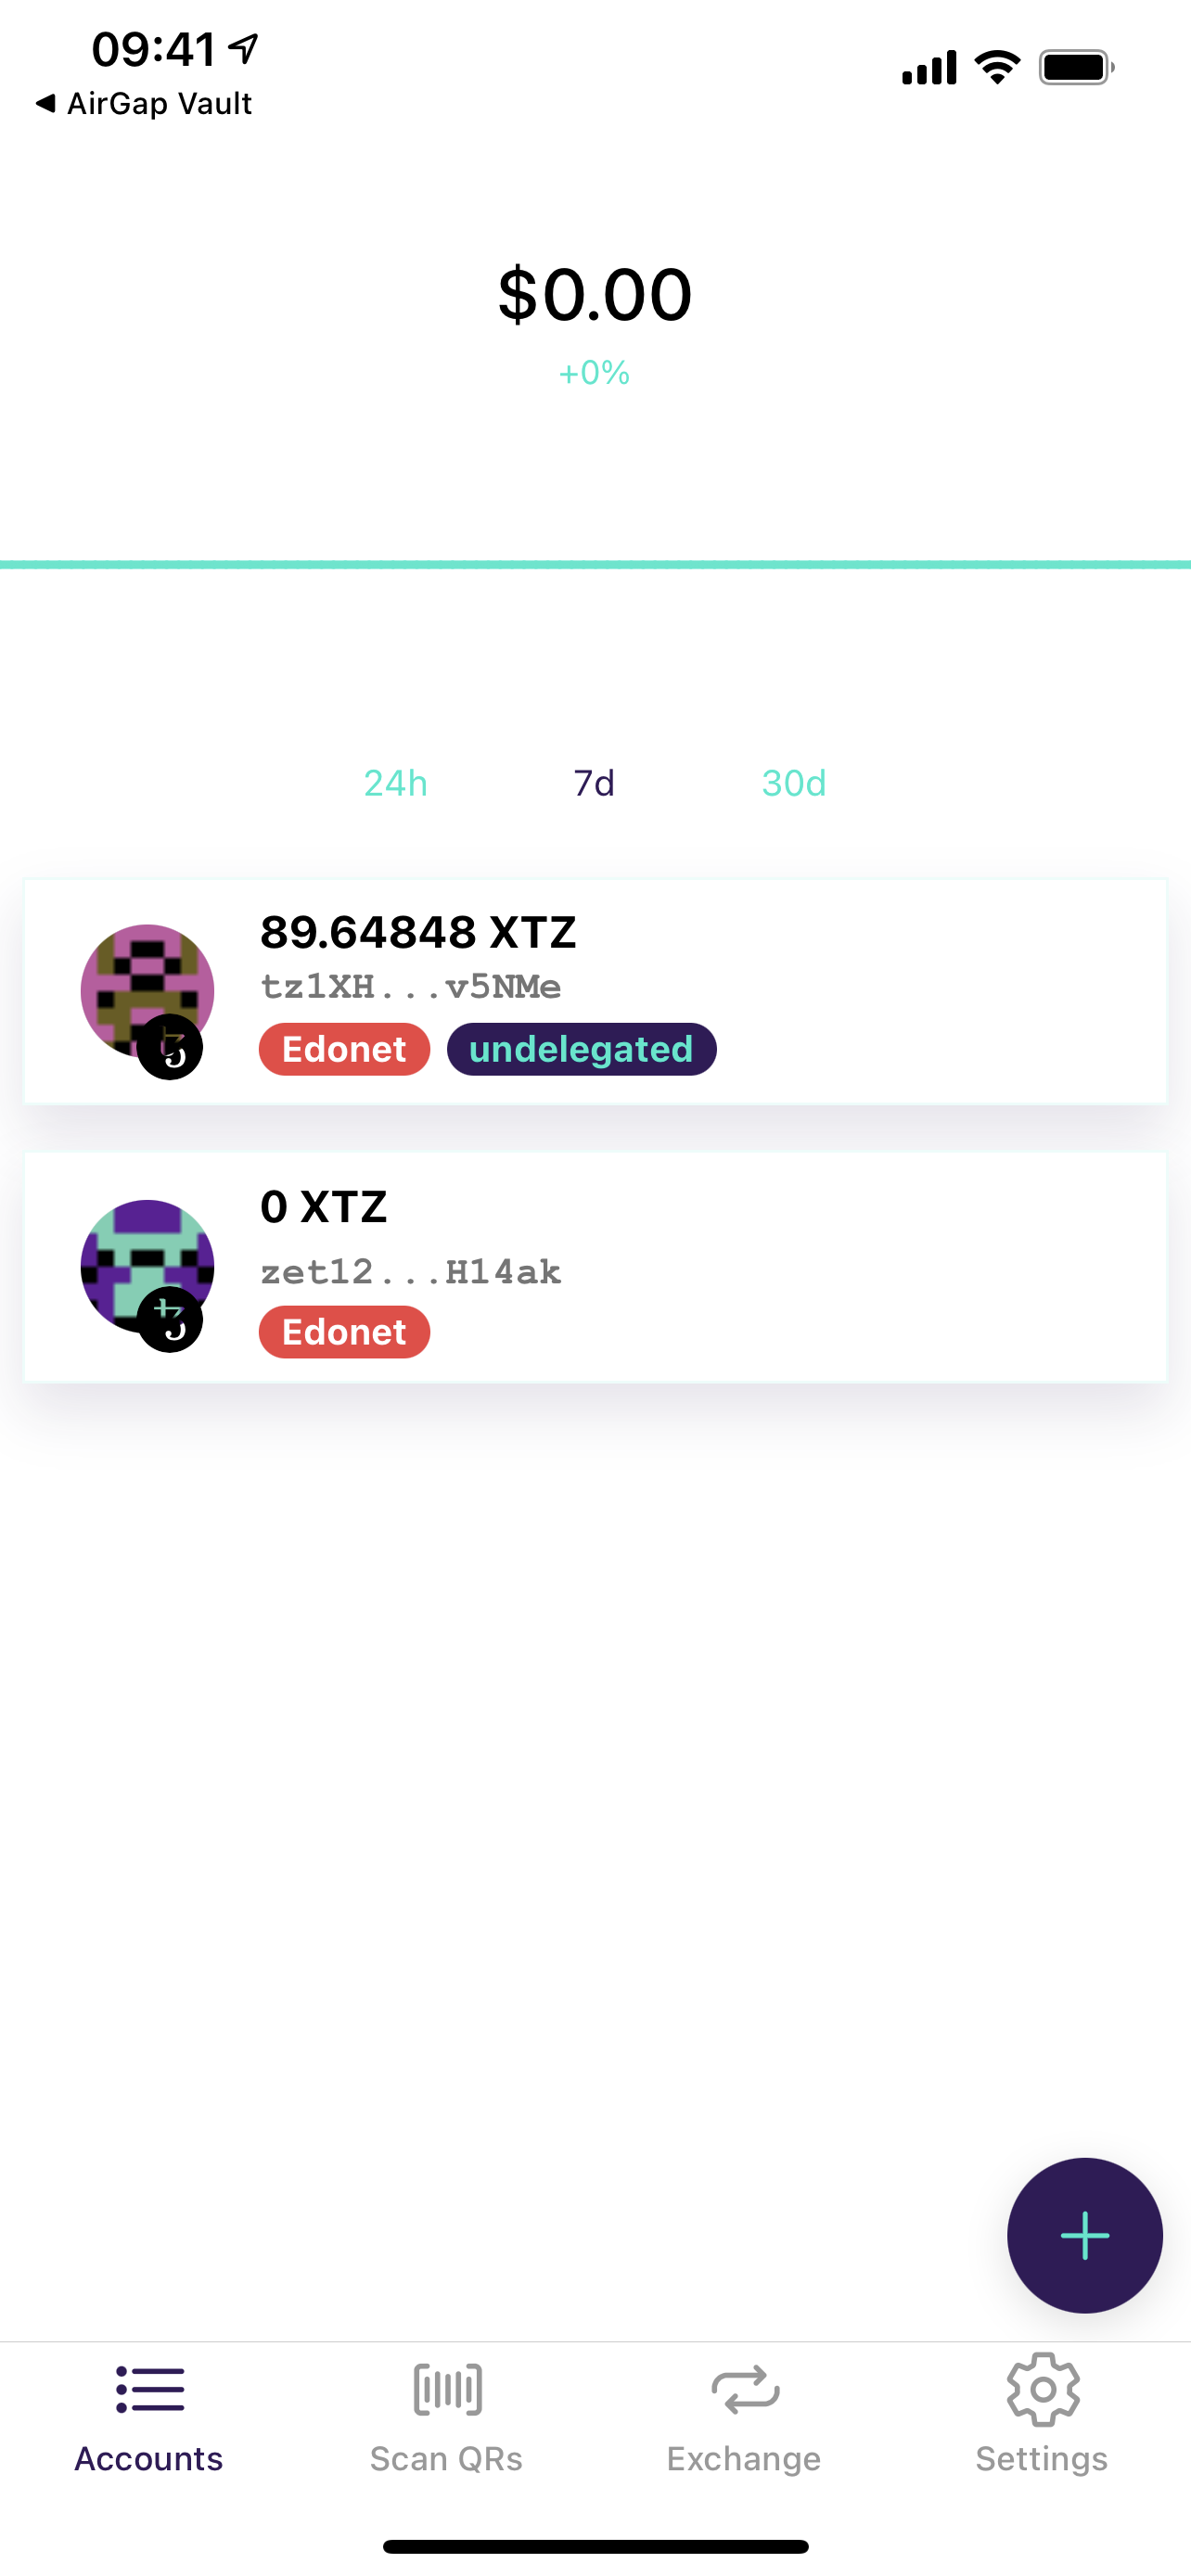 09:41
◀ AirGap Vault
$0.00
+0%
24h 7d 30d
89.64848 XTZ
tz1XH...v5NMe
Edonet undelegated
0 XTZ
zet12...H14ak
Edonet
Accounts Scan QRs Exchange Settings